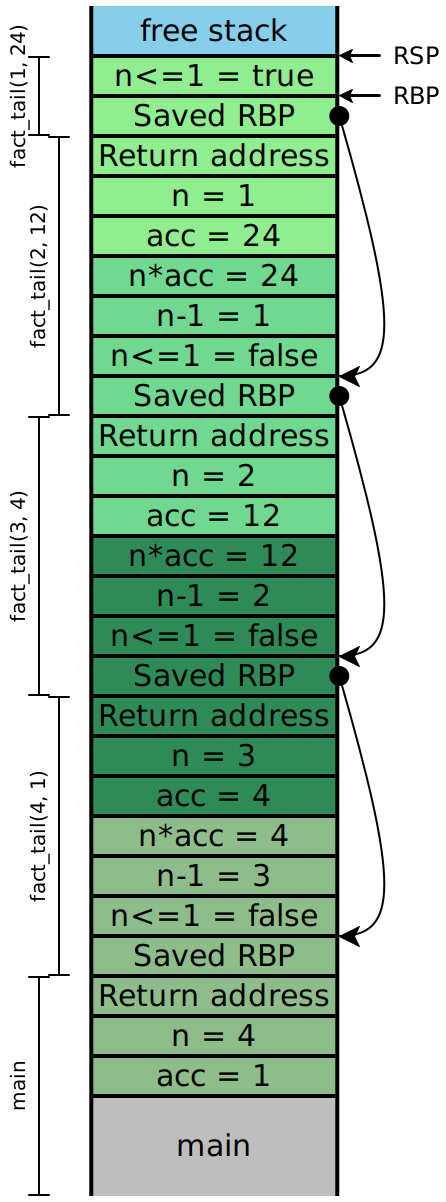 free stack
RSP
n<=1 = true
RBP
Saved RBP
fact_tail(1, 24)
Return address
n = 1
acc = 24
n*acc = 24
n-1 = 1
n<=1 = false
Saved RBP
fact_tail(2, 12)
Return address
n = 2
acc = 12
n*acc = 12
n-1 = 2
n<=1 = false
Saved RBP
fact_tail(3, 4)
Return address
n = 3
acc = 4
n*acc = 4
n-1 = 3
n<=1 = false
Saved RBP
fact_tail(4, 1)
Return address
n = 4
acc = 1
main
main